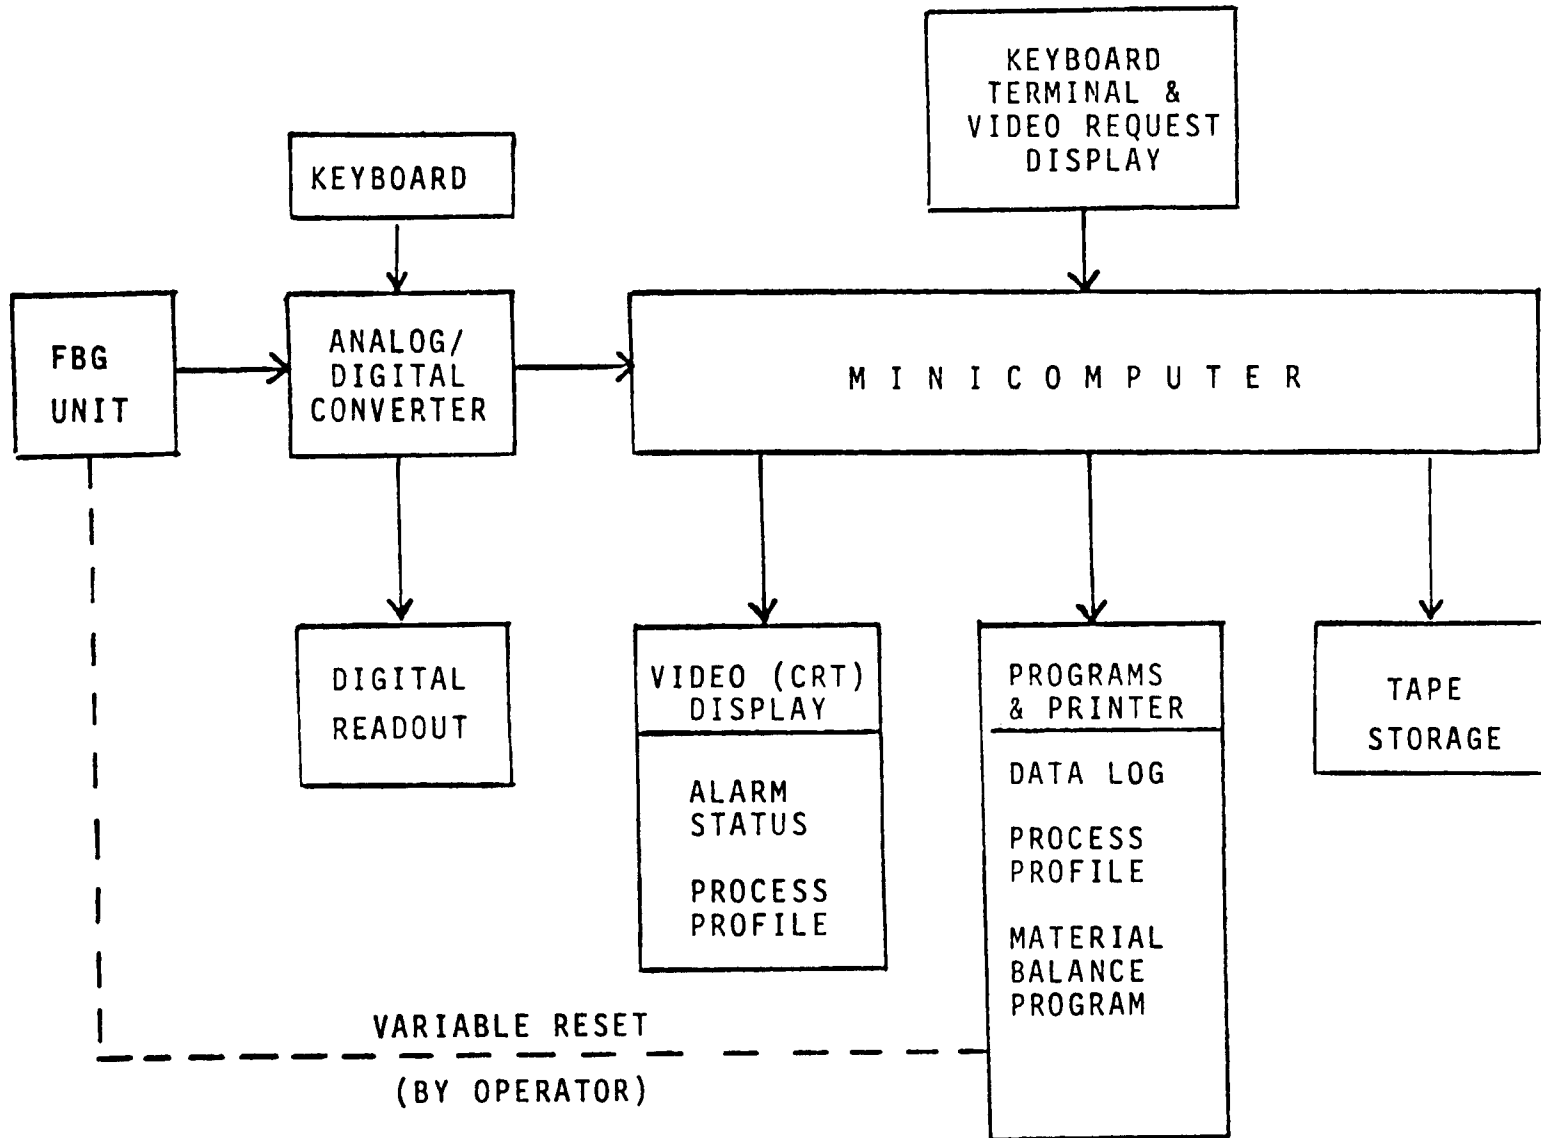 KEYBOARD
TERMINAL &
VIDEO REQUEST
DISPLAY
KEYBOARD
FBG
UNIT
ANALOG/
DIGITAL
CONVERTER
MINICOMPUTER
DIGITAL
READOUT
VIDEO (CRT)
DISPLAY
ALARM
STATUS
PROCESS
PROFILE
PROGRAMS
& PRINTER
DATA LOG
PROCESS
PROFILE
MATERIAL
BALANCE
PROGRAM
TAPE
STORAGE
VARIABLE RESET
(BY OPERATOR)